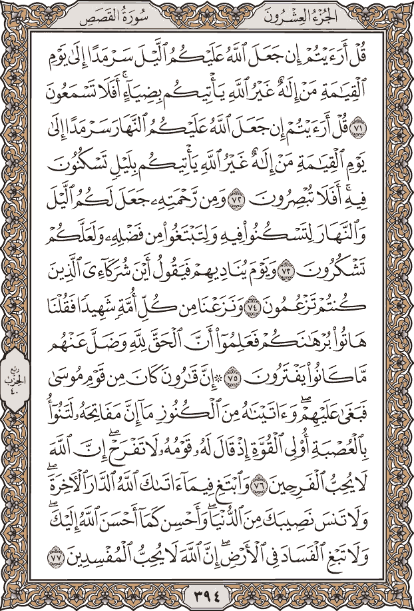 الجزء العشرون
سورة القصص
قُلۡ أَرَءَيۡتُمۡ إِن جَعَلَ ٱللَّهُ عَلَيۡكُمُ ٱلَّيۡلَ سَرۡمَدًا إِلَىٰ يَوۡمِ
ٱلۡقِيَٰمَةِ مَنۡ إِلَٰهٌ غَيۡرُ ٱللَّهِ يَأۡتِيكُم بِضِيَآءٍۚ أَفَلَا تَسۡمَعُونَ
٧١ قُلۡ أَرَءَيۡتُمۡ إِن جَعَلَ ٱللَّهُ عَلَيۡكُمُ ٱلنَّهَارَ سَرۡمَدًا إِلَىٰ
يَوۡمِ ٱلۡقِيَٰمَةِ مَنۡ إِلَٰهٌ غَيۡرُ ٱللَّهِ يَأۡتِيكُم بِلَيۡلٖ تَسۡكُنُونَ
فِيهِۚ أَفَلَا تُبۡصِرُونَ ٧٢ وَمِن رَّحۡمَتِهِۦ جَعَلَ لَكُمُ ٱلَّيۡلَ
وَٱلنَّهَارَ لِتَسۡكُنُواْ فِيهِ وَلِتَبۡتَغُواْ مِن فَضۡلِهِۦ وَلَعَلَّكُمۡ
تَشۡكُرُونَ ٧٣ وَيَوۡمَ يُنَادِيهِمۡ فَيَقُولُ أَيۡنَ شُرَكَآءِيَ ٱلَّذِينَ
كُنتُمۡ تَزۡعُمُونَ ٧٤ وَنَزَعۡنَا مِن كُلِّ أُمَّةٖ شَهِيدٗا فَقُلۡنَا
هَاتُواْ بُرۡهَٰنَكُمۡ فَعَلِمُوٓاْ أَنَّ ٱلۡحَقَّ لِلَّهِ وَضَلَّ عَنۡهُم
مَّا كَانُواْ يَفۡتَرُونَ ٧٥ ۞ إِنَّ قَٰرُونَ كَانَ مِن قَوۡمِ مُوسَىٰ
فَبَغَىٰ عَلَيۡهِمۡۖ وَءَاتَيۡنَٰهُ مِنَ ٱلۡكُنُوزِ مَآ إِنَّ مَفَاتِحَهُۥ لَتَنُوٓأُ
بِٱلۡعُصۡبَةِ أُوْلِي ٱلۡقُوَّةِ إِذۡ قَالَ لَهُۥ قَوۡمُهُۥ لَا تَفۡرَحۡۖ إِنَّ ٱللَّهَ
لَا يُحِبُّ ٱلۡفَرِحِينَ ٧٦ وَٱبۡتَغِ فِيمَآ ءَاتَىٰكَ ٱللَّهُ ٱلدَّارَ ٱلۡأٓخِرَةَۖ
وَلَا تَنسَ نَصِيبَكَ مِنَ ٱلدُّنۡيَاۖ وَأَحۡسِن كَمَآ أَحۡسَنَ ٱللَّهُ إِلَيۡكَۖ
وَلَا تَبۡغِ ٱلۡفَسَادَ فِي ٱلۡأَرۡضِۖ إِنَّ ٱللَّهَ لَا يُحِبُّ ٱلۡمُفۡسِدِينَ ٧٧
ربع
الحزب
٤٠
٣٩٤